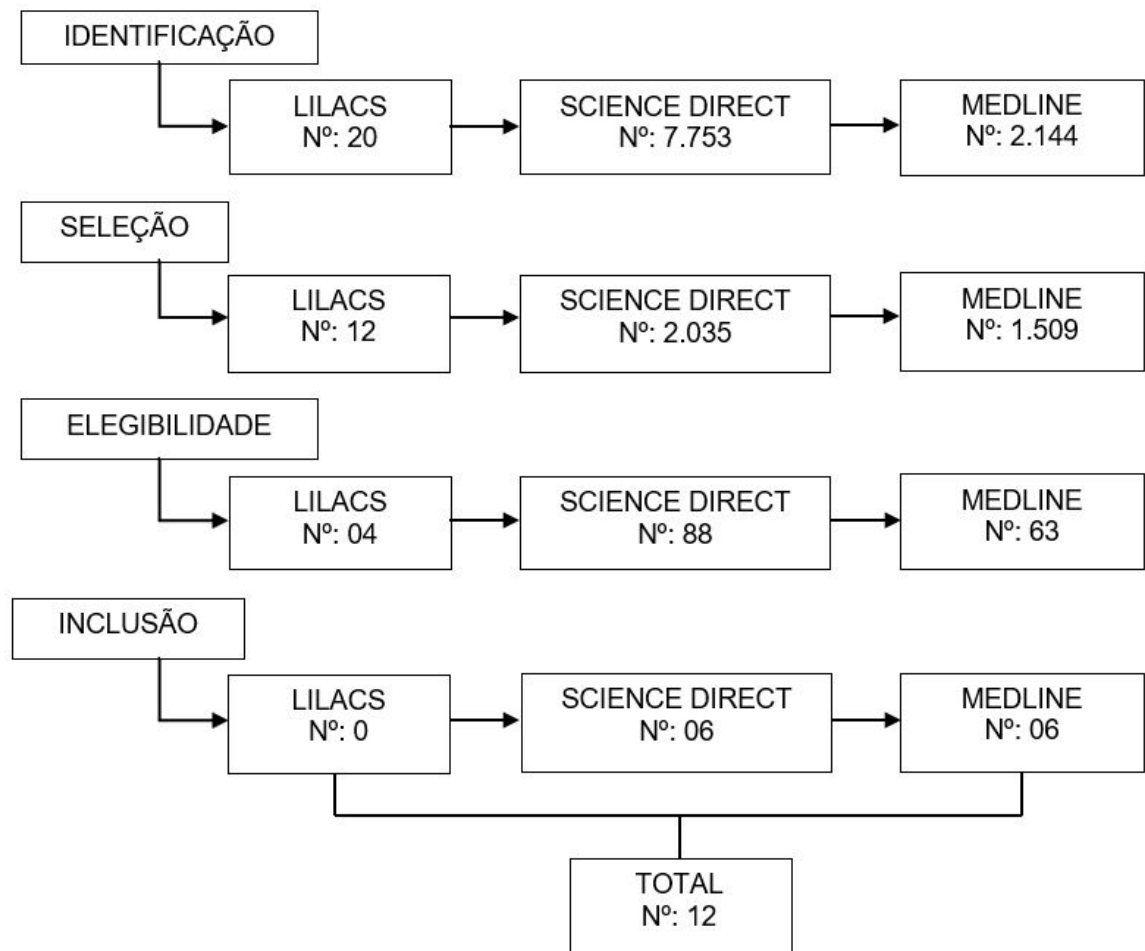 IDENTIFICAÇÃO
LILACS
Nº: 20
SCIENCE DIRECT
Nº: 7.753
MEDLINE
Nº: 2.144
SELEÇÃO
LILACS
Nº: 12
SCIENCE DIRECT
Nº: 2.035
MEDLINE
Nº: 1.509
ELEGIBILIDADE
LILACS
Nº: 04
SCIENCE DIRECT
Nº: 88
MEDLINE
Nº: 63
INCLUSÃO
LILACS
Nº: 0
SCIENCE DIRECT
Nº: 06
MEDLINE
Nº: 06
TOTAL
Nº: 12